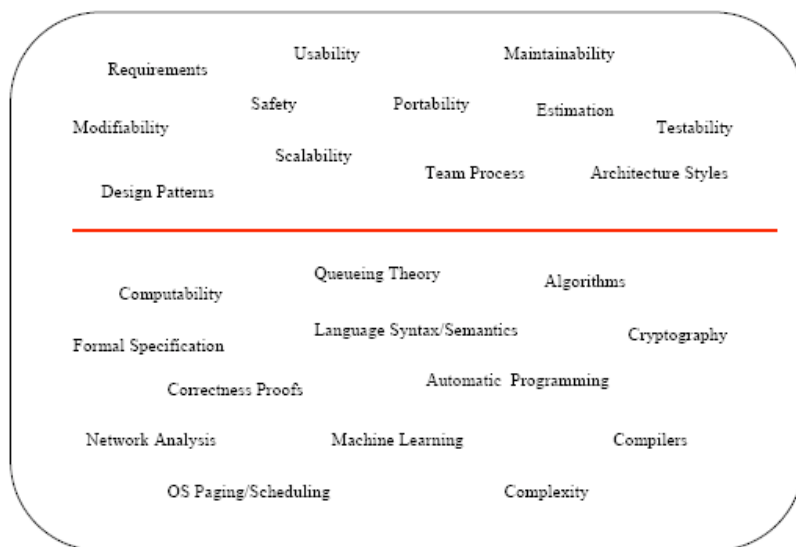 Requirements
Usability
Maintainability
Modifiability
Safety
Portability
Estimation
Testability
Scalability
Design Patterns
Team Process
Architecture Styles
Computability
Queueing Theory
Algorithms
Formal Specification
Language Syntax/Semantics
Cryptography
Correctness Proofs
Automatic Programming
Network Analysis
Machine Learning
Compilers
OS Paging/Scheduling
Complexity